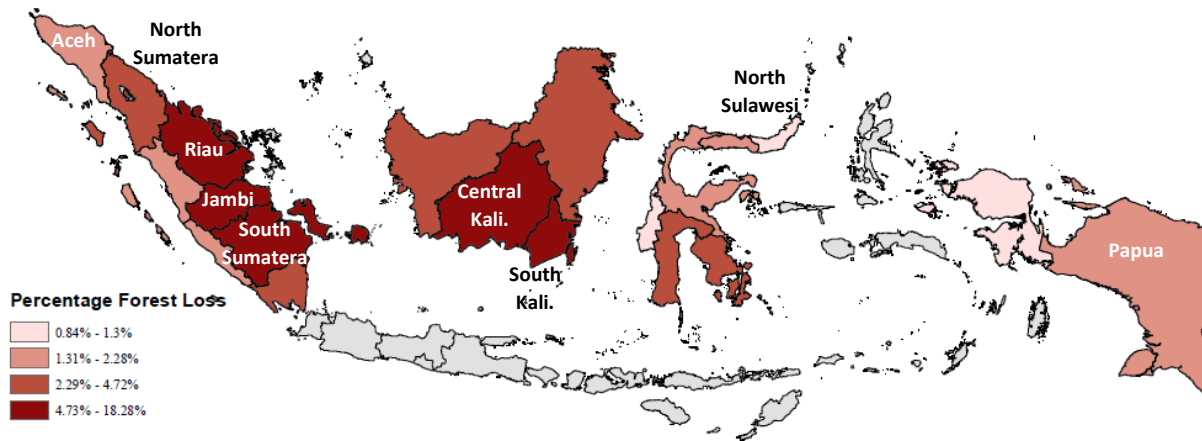 Aceh
North
Sumatera
Riau
Jambi
South
Sumatera
Central
Kali.
South
Kali.
North
Sulawesi
Papua
Percentage Forest Loss
0.84% - 1.3%
1.31% - 2.28%
2.29% - 4.72%
4.73% - 18.28%